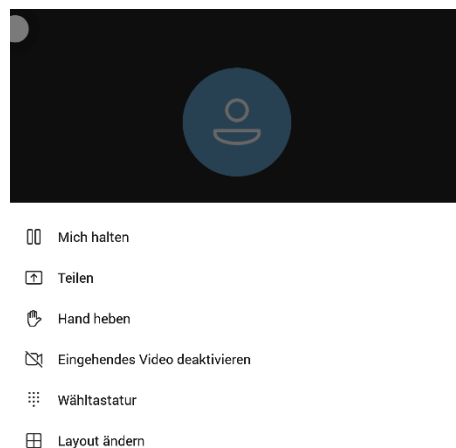 Mich halten
Teilen
Hand heben
Eingehendes Video deaktivieren
Wähltastatur
Layout ändern